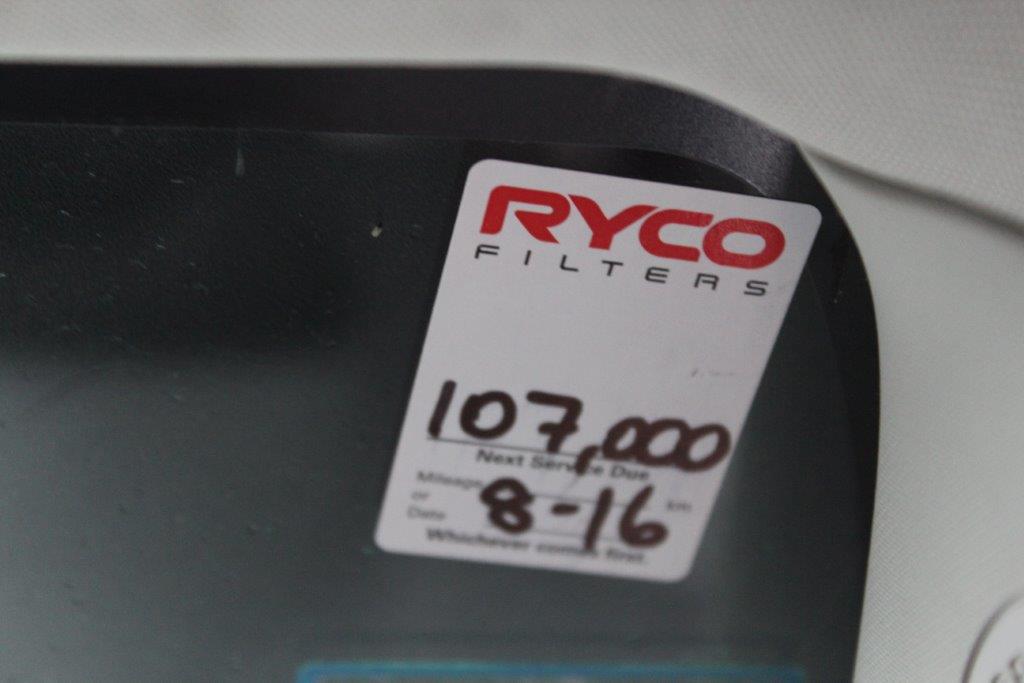 RYCO
FILTERS
107,000
Next Service Due
Mileage km
or
Date 8-16
Whichever comes first.